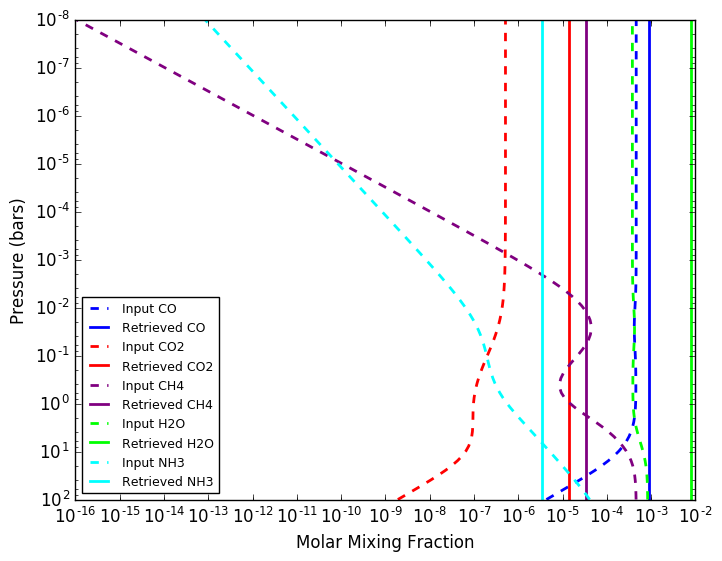 10^-8
10^-7
10^-6
10^-5
10^-4
10^-3
10^-2
10^-1
10^0
10^1
10^2
Pressure (bars)
Input CO
Retrieved CO
Input CO2
Retrieved CO2
Input CH4
Retrieved CH4
Input H2O
Retrieved H2O
Input NH3
Retrieved NH3
10^-16 10^-15 10^-14 10^-13 10^-12 10^-11 10^-10 10^-9 10^-8 10^-7 10^-6 10^-5 10^-4 10^-3 10^-2
Molar Mixing Fraction